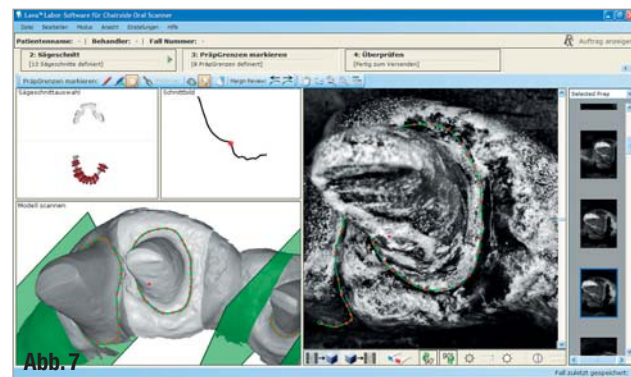 Lava™ Labor Software für Chairside Oral Scanner
Datei Bearbeiten Modus Ansicht Einstellungen Hilfe
Patientenname: - Behandler: - Fall Nummer: -
Auftrag anzeigen
2: Sägeschnitt
[13 Sägeschnitte definiert]
3: PräpGrenzen markieren
[8 PräpGrenzen definiert]
4: Überprüfen
[Fertig zum Versenden]
PräpGrenzen markieren:
Margin Review:
Sägeschnittauswahl
Schnittbild
Selected Prep
Modell scannen
Abb. 7
Fall zuletzt gespeichert: